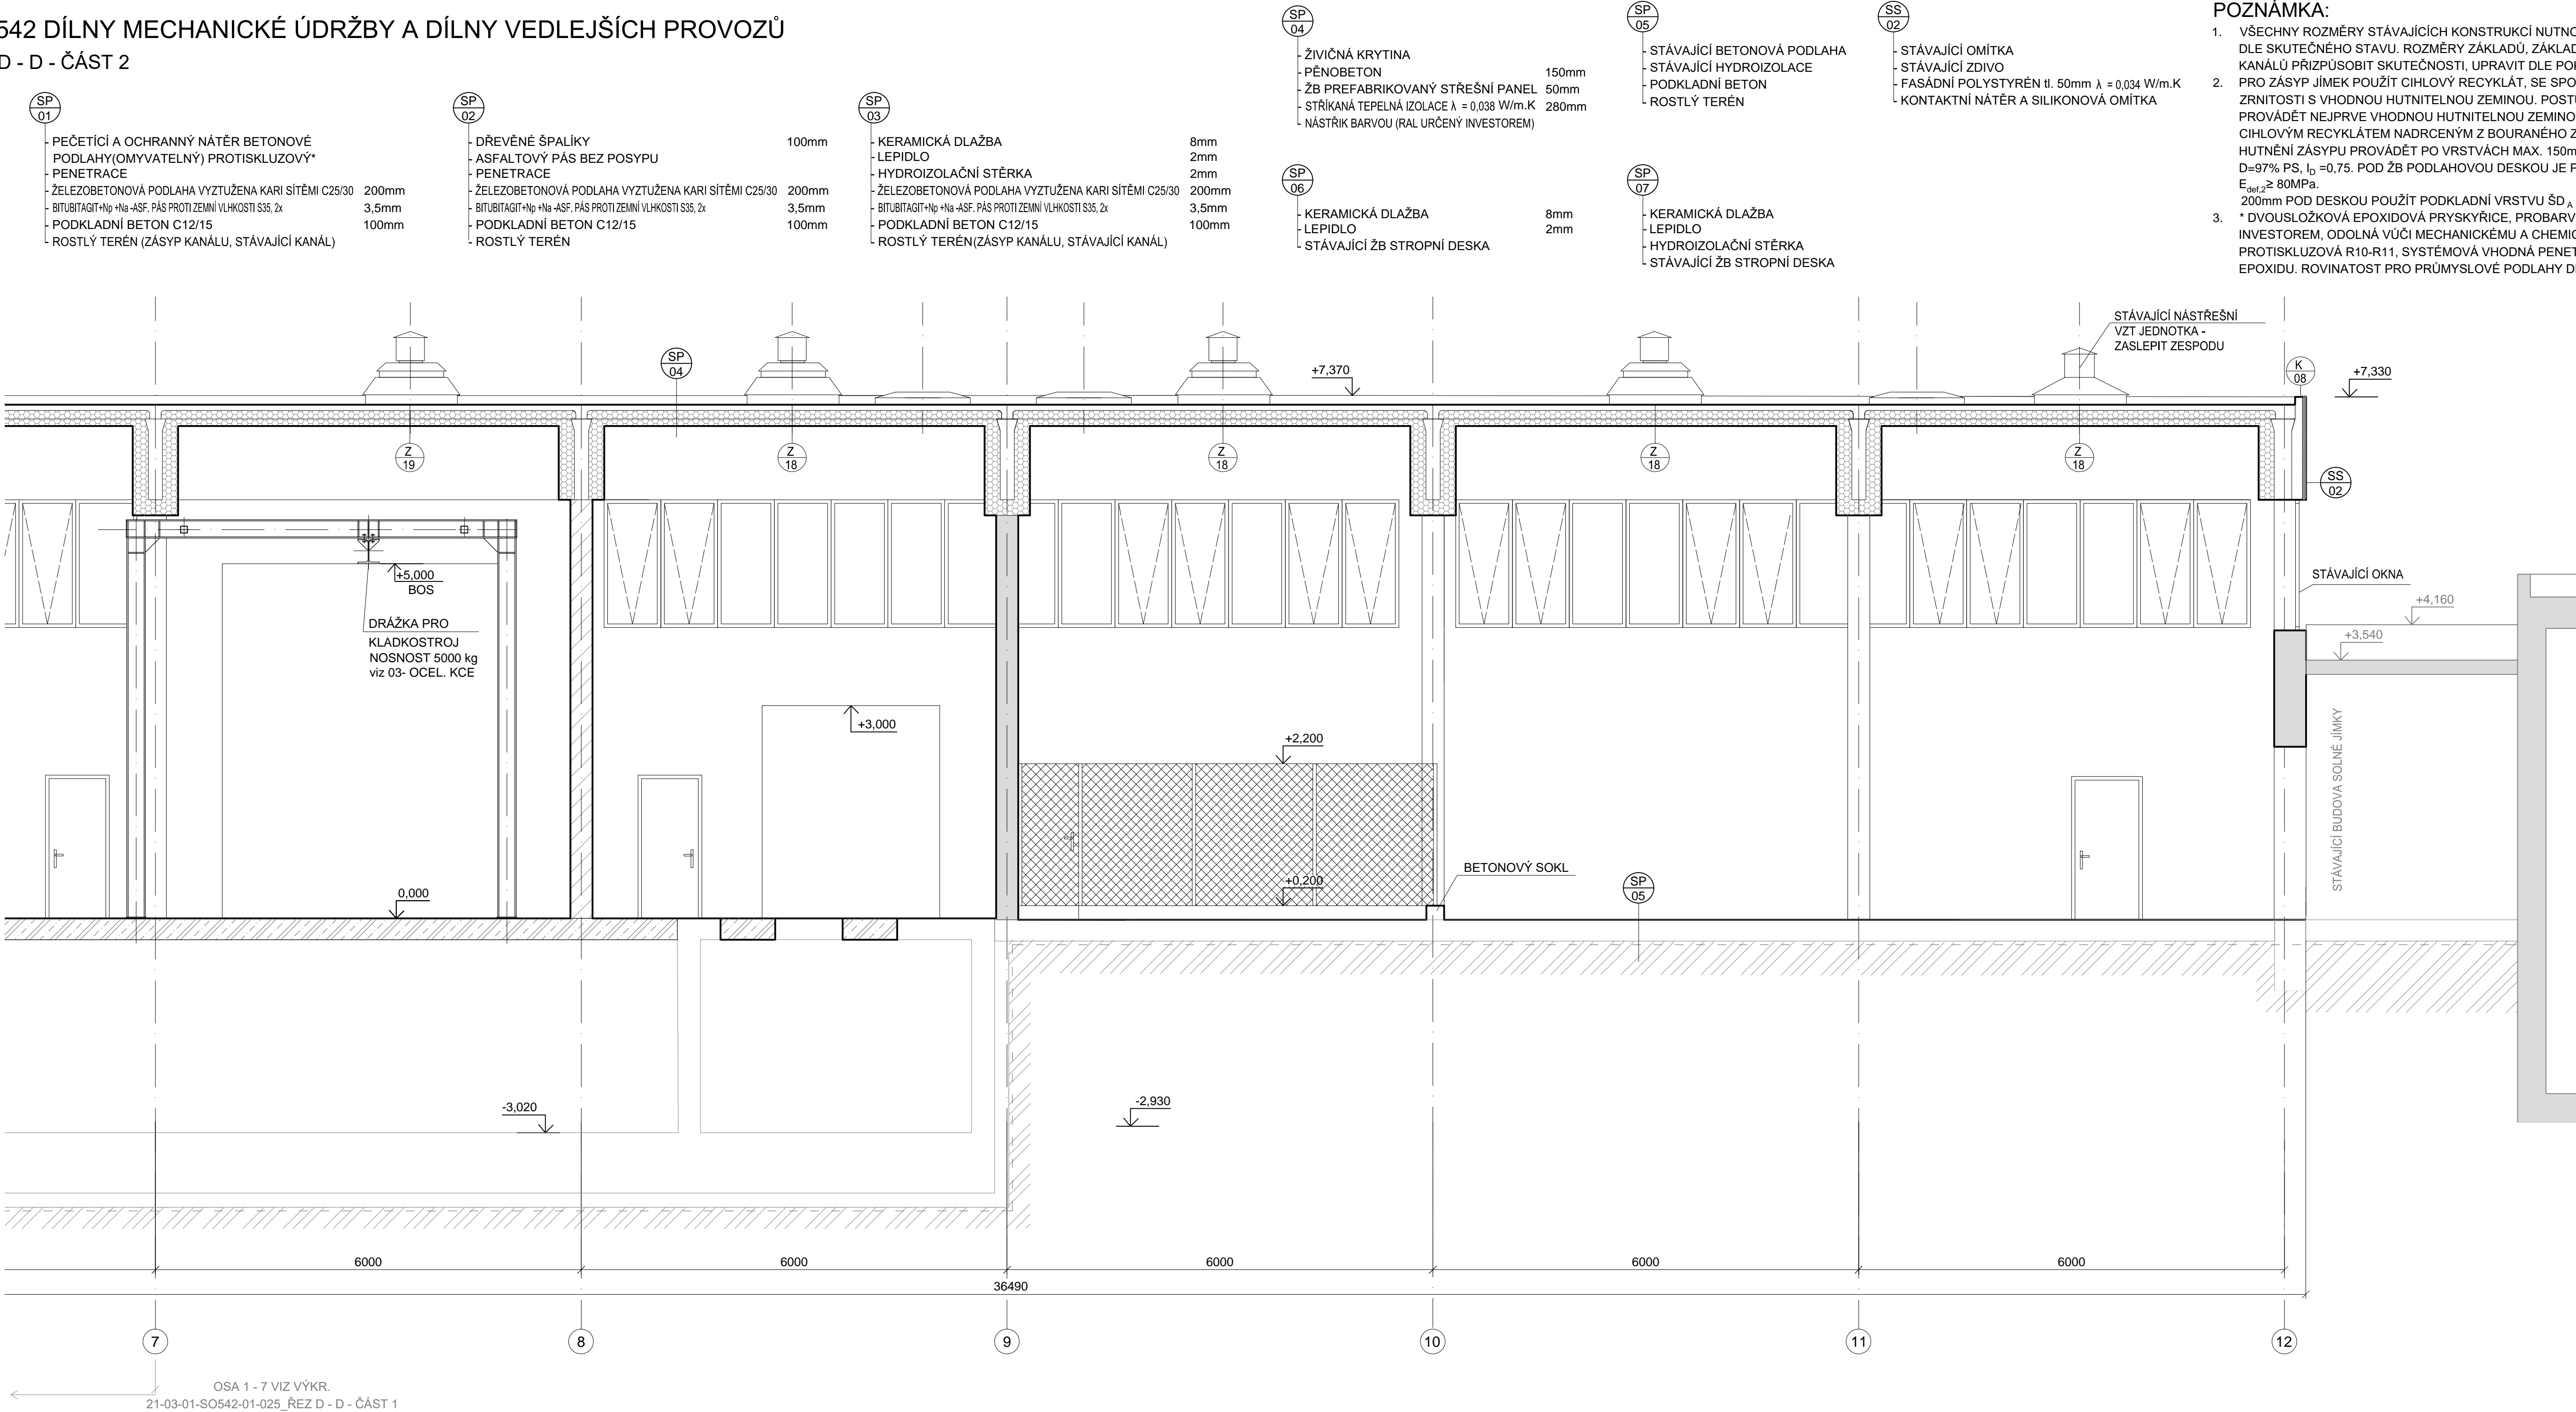 542 DÍLNY MECHANICKÉ ÚDRŽBY A DÍLNY VEDLEJŠÍCH PROVOZŮ
D - D - ČÁST 2
SP
01
- PEČETÍCÍ A OCHRANNÝ NÁTĚR BETONOVÉ
PODLAHY(OMYVATELNÝ) PROTISKLUZOVÝ*
- PENETRACE
- ŽELEZOBETONOVÁ PODLAHA VYZTUŽENA KARI SÍTĚMI C25/30 200mm
- BITUBITAGIT+Np +Na -ASF. PÁS PROTI ZEMNÍ VLHKOSTI S35, 2x 3,5mm
- PODKLADNÍ BETON C12/15 100mm
- ROSTLÝ TERÉN (ZÁSYP KANÁLU, STÁVAJÍCÍ KANÁL)
SP
02
- DŘEVĚNÉ ŠPALÍKY 100mm
- ASFALTOVÝ PÁS BEZ POSYPU
- PENETRACE
- ŽELEZOBETONOVÁ PODLAHA VYZTUŽENA KARI SÍTĚMI C25/30 200mm
- BITUBITAGIT+Np +Na -ASF. PÁS PROTI ZEMNÍ VLHKOSTI S35, 2x 3,5mm
- PODKLADNÍ BETON C12/15 100mm
- ROSTLÝ TERÉN
SP
03
- KERAMICKÁ DLAŽBA 8mm
- LEPIDLO 2mm
- HYDROIZOLAČNÍ STĚRKA 2mm
- ŽELEZOBETONOVÁ PODLAHA VYZTUŽENA KARI SÍTĚMI C25/30 200mm
- BITUBITAGIT+Np +Na -ASF. PÁS PROTI ZEMNÍ VLHKOSTI S35, 2x 3,5mm
- PODKLADNÍ BETON C12/15 100mm
- ROSTLÝ TERÉN(ZÁSYP KANÁLU, STÁVAJÍCÍ KANÁL)
SP
04
- ŽIVIČNÁ KRYTINA
- PĚNOBETON 150mm
- ŽB PREFABRIKOVANÝ STŘEŠNÍ PANEL 50mm
- STŘÍKANÁ TEPELNÁ IZOLACE λ = 0,038 W/m.K 280mm
- NÁSTŘIK BARVOU (RAL URČENÝ INVESTOREM)
SP
06
- KERAMICKÁ DLAŽBA 8mm
- LEPIDLO 2mm
- STÁVAJÍCÍ ŽB STROPNÍ DESKA
SP
05
- STÁVAJÍCÍ BETONOVÁ PODLAHA
- STÁVAJÍCÍ HYDROIZOLACE
- PODKLADNÍ BETON
- ROSTLÝ TERÉN
SP
07
- KERAMICKÁ DLAŽBA
- LEPIDLO
- HYDROIZOLAČNÍ STĚRKA
- STÁVAJÍCÍ ŽB STROPNÍ DESKA
SS
02
- STÁVAJÍCÍ OMÍTKA
- STÁVAJÍCÍ ZDIVO
- FASÁDNÍ POLYSTYRÉN tl. 50mm λ = 0,034 W/m.K
- KONTAKTNÍ NÁTĚR A SILIKONOVÁ OMÍTKA
POZNÁMKA:
1. VŠECHNY ROZMĚRY STÁVAJÍCÍCH KONSTRUKCÍ NUTNO
DLE SKUTEČNÉHO STAVU. ROZMĚRY ZÁKLADŮ, ZÁKLAD
KANÁLŮ PŘIZPŮSOBIT SKUTEČNOSTI, UPRAVIT DLE POK
2. PRO ZÁSYP JÍMEK POUŽÍT CIHLOVÝ RECYKLÁT, SE SPO
ZRNITOSTI S VHODNOU HUTNITELNOU ZEMINOU. POSTU
PROVÁDĚT NEJPRVE VHODNOU HUTNITELNOU ZEMINO
CIHLOVÝM RECYKLÁTEM NADRCENÝM Z BOURANÉHO Z
HUTNĚNÍ ZÁSYPU PROVÁDĚT PO VRSTVÁCH MAX. 150m
D=97% PS, ID =0,75. POD ŽB PODLAHOVOU DESKOU JE P
Edef,2≥ 80MPa.
200mm POD DESKOU POUŽÍT PODKLADNÍ VRSTVU ŠD A
3. * DVOUSLOŽKOVÁ EPOXIDOVÁ PRYSKYŘICE, PROBARV
INVESTOREM, ODOLNÁ VŮČI MECHANICKÉMU A CHEMIC
PROTISKLUZOVÁ R10-R11, SYSTÉMOVÁ VHODNÁ PENET
EPOXIDU. ROVINATOST PRO PRŮMYSLOVÉ PODLAHY D
STÁVAJÍCÍ NÁSTŘEŠNÍ
VZT JEDNOTKA -
ZASLEPIT ZESPODU
SP
04
+7,370
K
08
+7,330
Z
19
Z
18
Z
18
Z
18
Z
18
SS
02
+5,000
BOS
DRÁŽKA PRO
KLADKOSTROJ
NOSNOST 5000 kg
viz 03- OCEL. KCE
STÁVAJÍCÍ OKNA
+4,160
+3,540
+3,000
+2,200
STÁVAJÍCÍ BUDOVA SOLNÉ JÍMKY
BETONOVÝ SOKL
0,000
+0,200
SP
05
-3,020
-2,930
6000 6000 6000 6000 6000
36490
7 8 9 10 11 12
OSA 1 - 7 VIZ VÝKR.
21-03-01-SO542-01-025_ŘEZ D - D - ČÁST 1